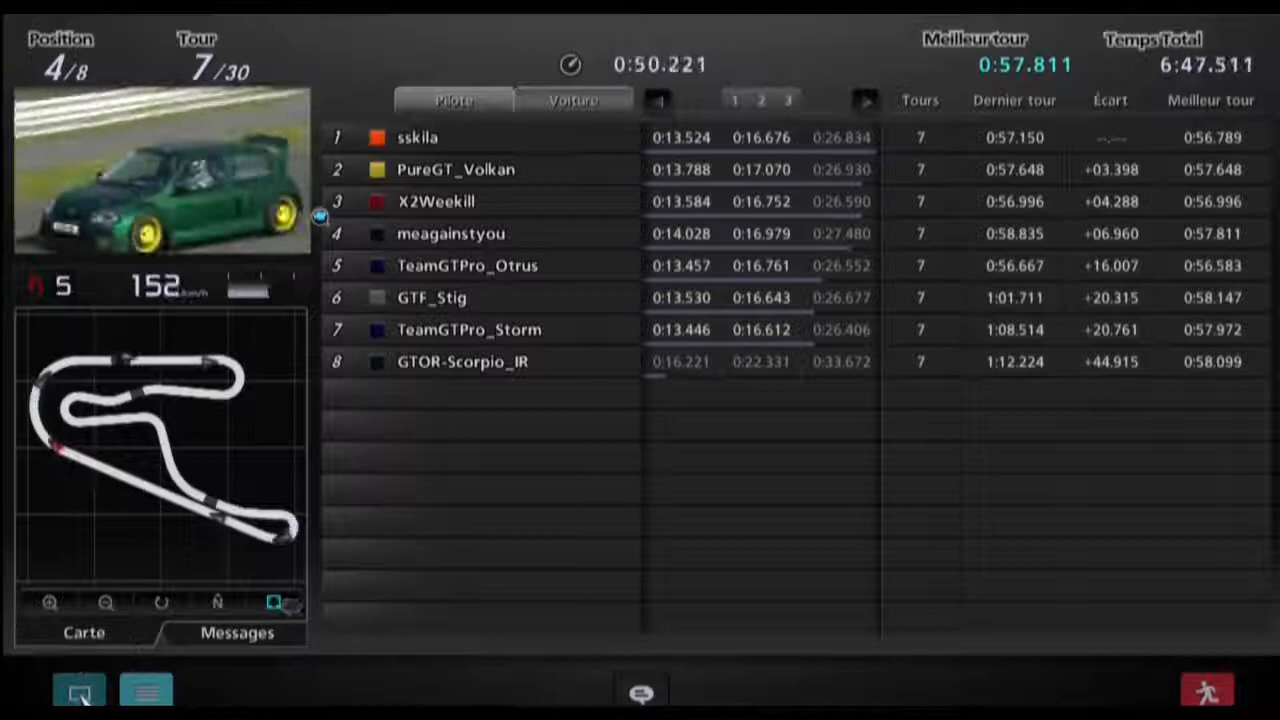 Position Tour Meilleur tour Temps Total
4/8 7/30 0:50.221 0:57.811 6:47.511
Pilote Voiture 1 2 3 Tours Dernier tour Écart Meilleur tour
1 sskila 0:13.524 0:16.676 0:26.834 7 0:57.150 --.--- 0:56.789
2 PureGT_Volkan 0:13.788 0:17.070 0:26.930 7 0:57.648 +03.398 0:57.648
3 X2Weekill 0:13.584 0:16.752 0:26.590 7 0:56.996 +04.288 0:56.996
4 meagainstyou 0:14.028 0:16.979 0:27.480 7 0:58.835 +06.960 0:57.811
5 TeamGTPro_Otrus 0:13.457 0:16.761 0:26.552 7 0:56.667 +16.007 0:56.583
6 GTF_Stig 0:13.530 0:16.643 0:26.677 7 1:01.711 +20.315 0:58.147
7 TeamGTPro_Storm 0:13.446 0:16.612 0:26.406 7 1:08.514 +20.761 0:57.972
8 GTOR-Scorpio_IR 0:16.221 0:22.331 0:33.672 7 1:12.224 +44.915 0:58.099
5 152 km/h
N
Carte Messages